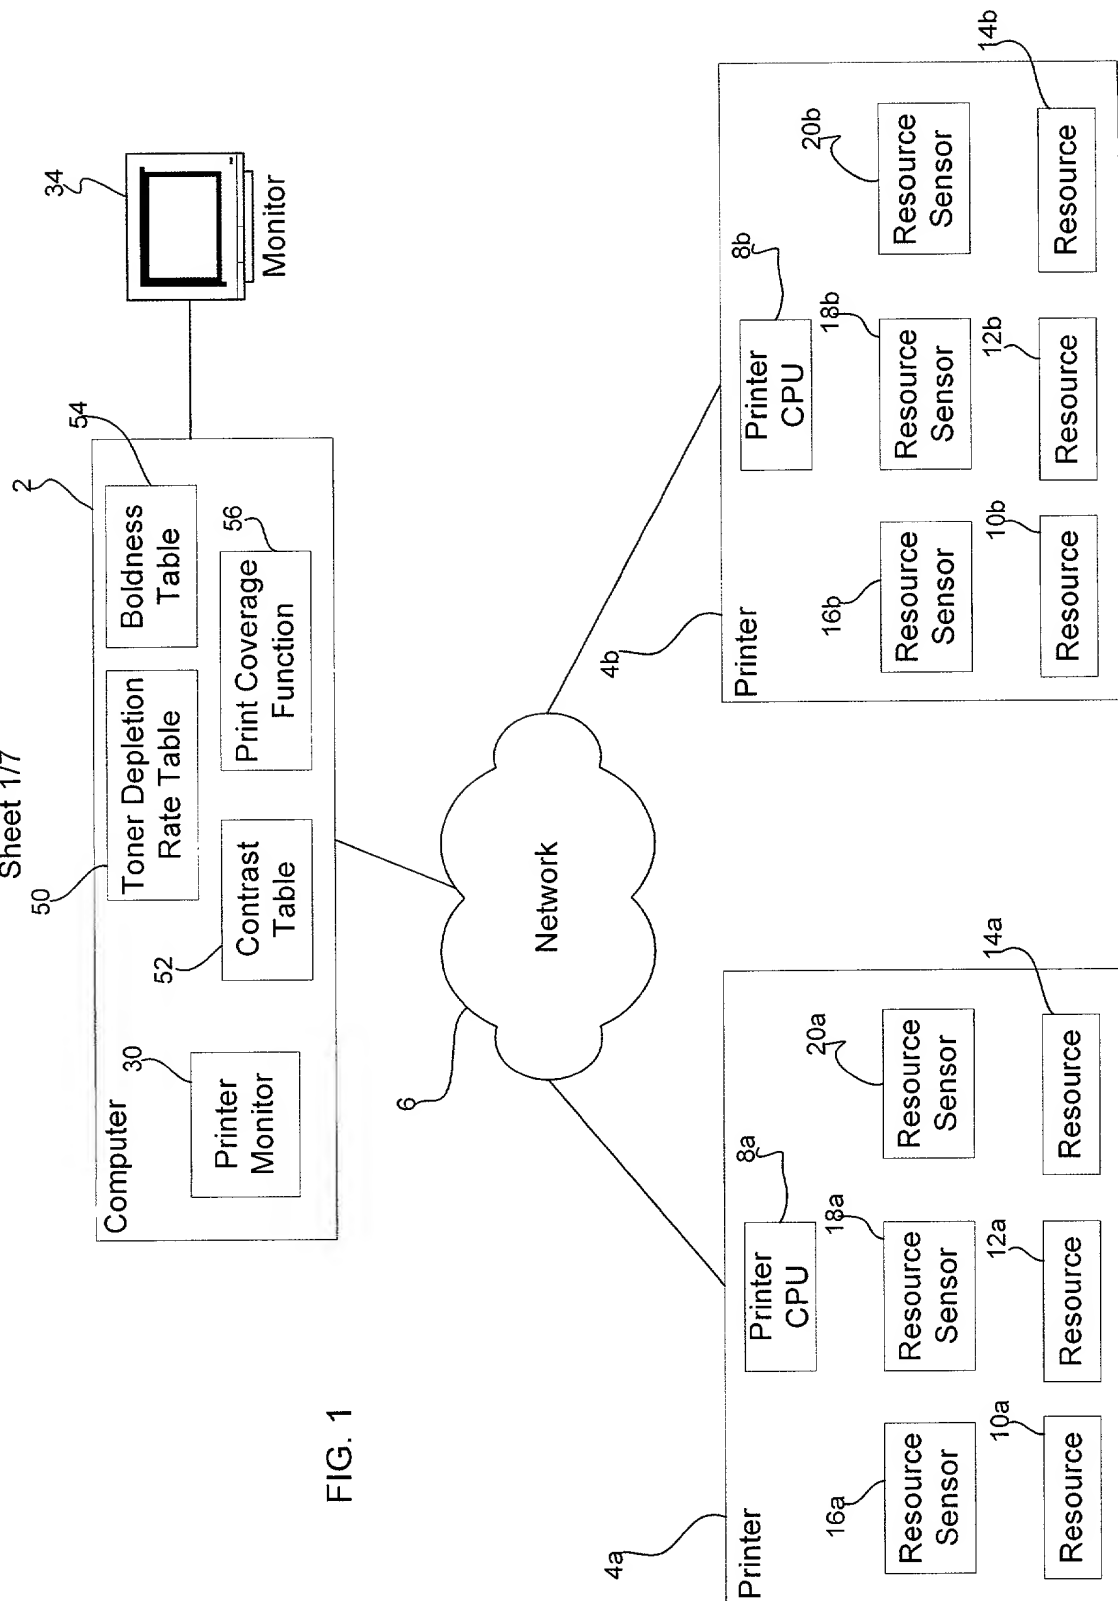 Sheet 1/7
FIG. 1
Computer
2
30
Printer
Monitor
50
Toner Depletion
Rate Table
54
Boldness
Table
52
Contrast
Table
56
Print Coverage
Function
34
Monitor
6
Network
4a
Printer
8a
Printer
CPU
16a
Resource
Sensor
18a
Resource
Sensor
20a
Resource
Sensor
10a
Resource
12a
Resource
14a
Resource
4b
Printer
8b
Printer
CPU
16b
Resource
Sensor
18b
Resource
Sensor
20b
Resource
Sensor
10b
Resource
12b
Resource
14b
Resource